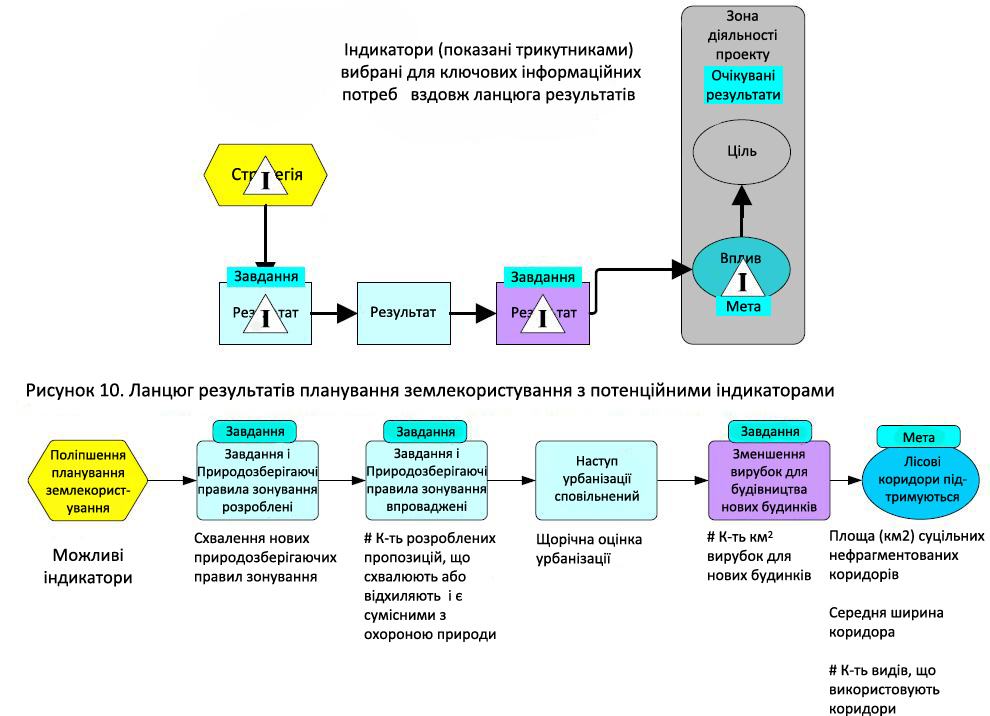 Зона
діяльності
проекту
Очікувані
результати
Індикатори (показані трикутниками)
вибрані для ключових інформаційних
потреб вздовж ланцюга результатів
Ціль
I
Вплив
I
Мета
Завдання
I
Результат
Завдання
I
Рисунок 10. Ланцюг результатів планування землекористування з потенційними індикаторами
Поліпшення
планування
землекорист-
ування
Завдання
Завдання і
Природозберігаючі
правила зонування
розроблені
Завдання
Завдання і
Природозберігаючі
правила зонування
впроваджені
Наступ
урбанізації
сповільнений
Завдання
Зменшення
вирубок для
будівництва
нових будинків
Мета
Лісові
коридори під-
тримуються
Можливі
індикатори
Схвалення нових
природозберігаючих
правил зонування
# К-ть розроблених
пропозицій, що
схвалюють або
відхиляють і є
сумісними з
охороною природи
Щорічна оцінка
урбанізації
# К-ть км²
вирубок для
нових будинків
Площа (км2) суцільних
нефрагментованих
коридорів
Середня ширина
коридора
# К-ть видів, що
використовують
коридори